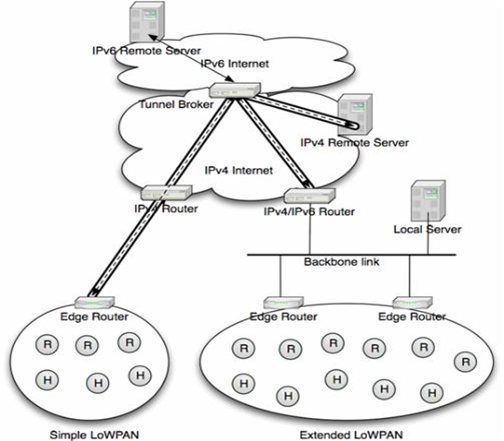 IPv6 Remote Server
IPv6 Internet
Tunnel Broker
IPv4 Remote Server
IPv4 Internet
IPv4 Router
IPv4/IPv6 Router
Local Server
Backbone link
Edge Router
Edge Router
Edge Router
R R R
H H H
R R R R R R
H H H H H
Simple LoWPAN
Extended LoWPAN